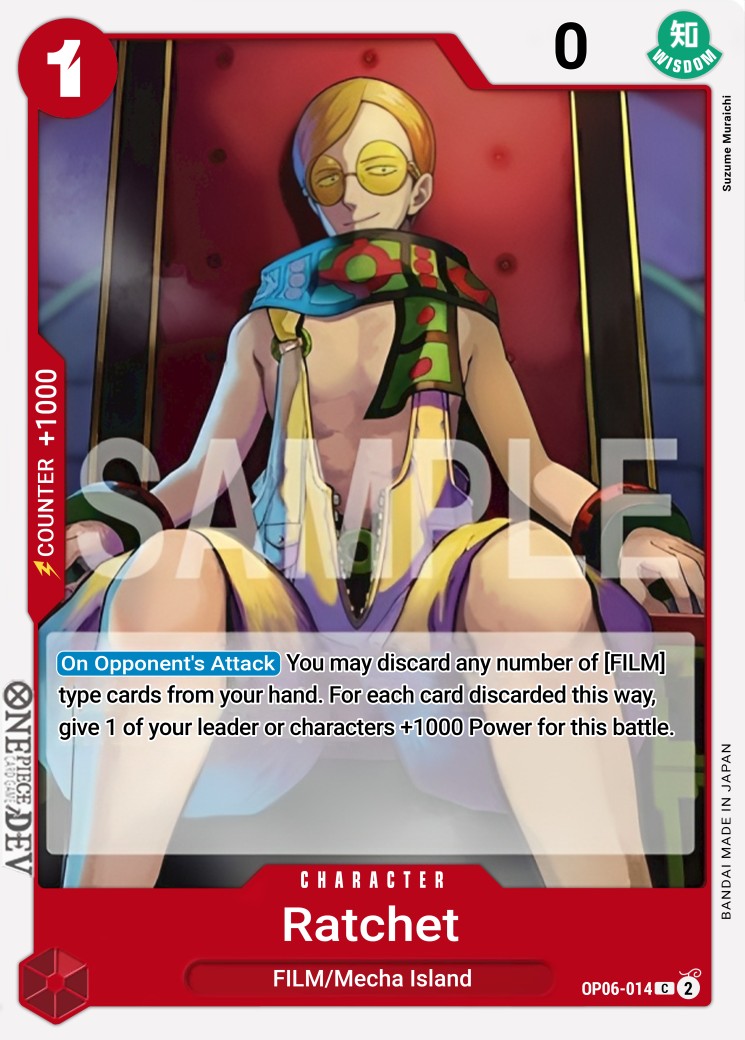 1
0
知
WISDOM
Suzume Muraichi
COUNTER +1000
SAMPLE
On Opponent's Attack You may discard any number of [FILM]
type cards from your hand. For each card discarded this way,
give 1 of your leader or characters +1000 Power for this battle.
ONE PIECE
CARD GAME
/DEV
BANDAI MADE IN JAPAN
CHARACTER
Ratchet
FILM/Mecha Island
OP06-014 C 2